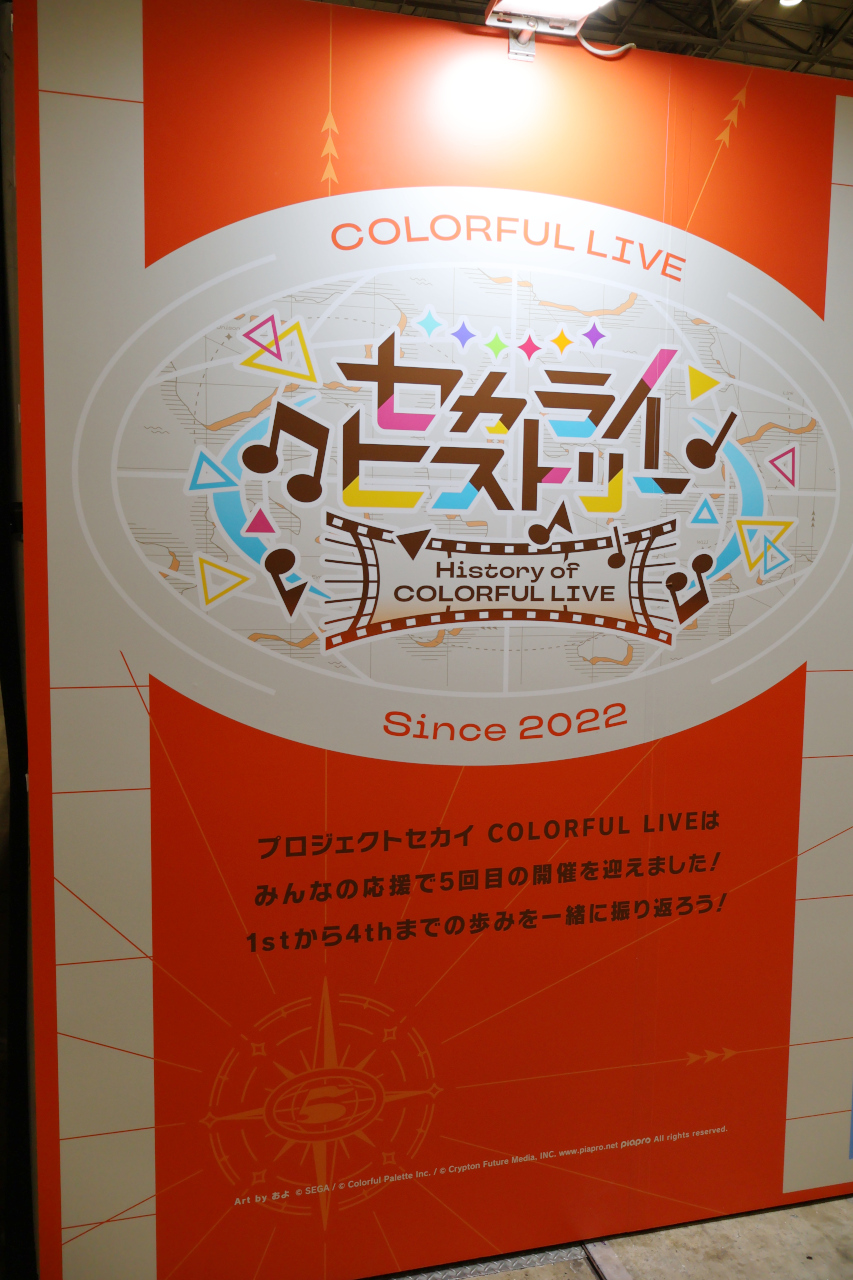 COLORFUL LIVE
セカライ
ヒストリー
History of
COLORFUL LIVE
Since 2022
プロジェクトセカイ COLORFUL LIVEは
みんなの応援で5回目の開催を迎えました!
1stから4thまでの歩みを一緒に振り返ろう!
5
Art by およ © SEGA / © Colorful Palette Inc. / © Crypton Future Media, INC. www.piapro.net piapro All rights reserved.